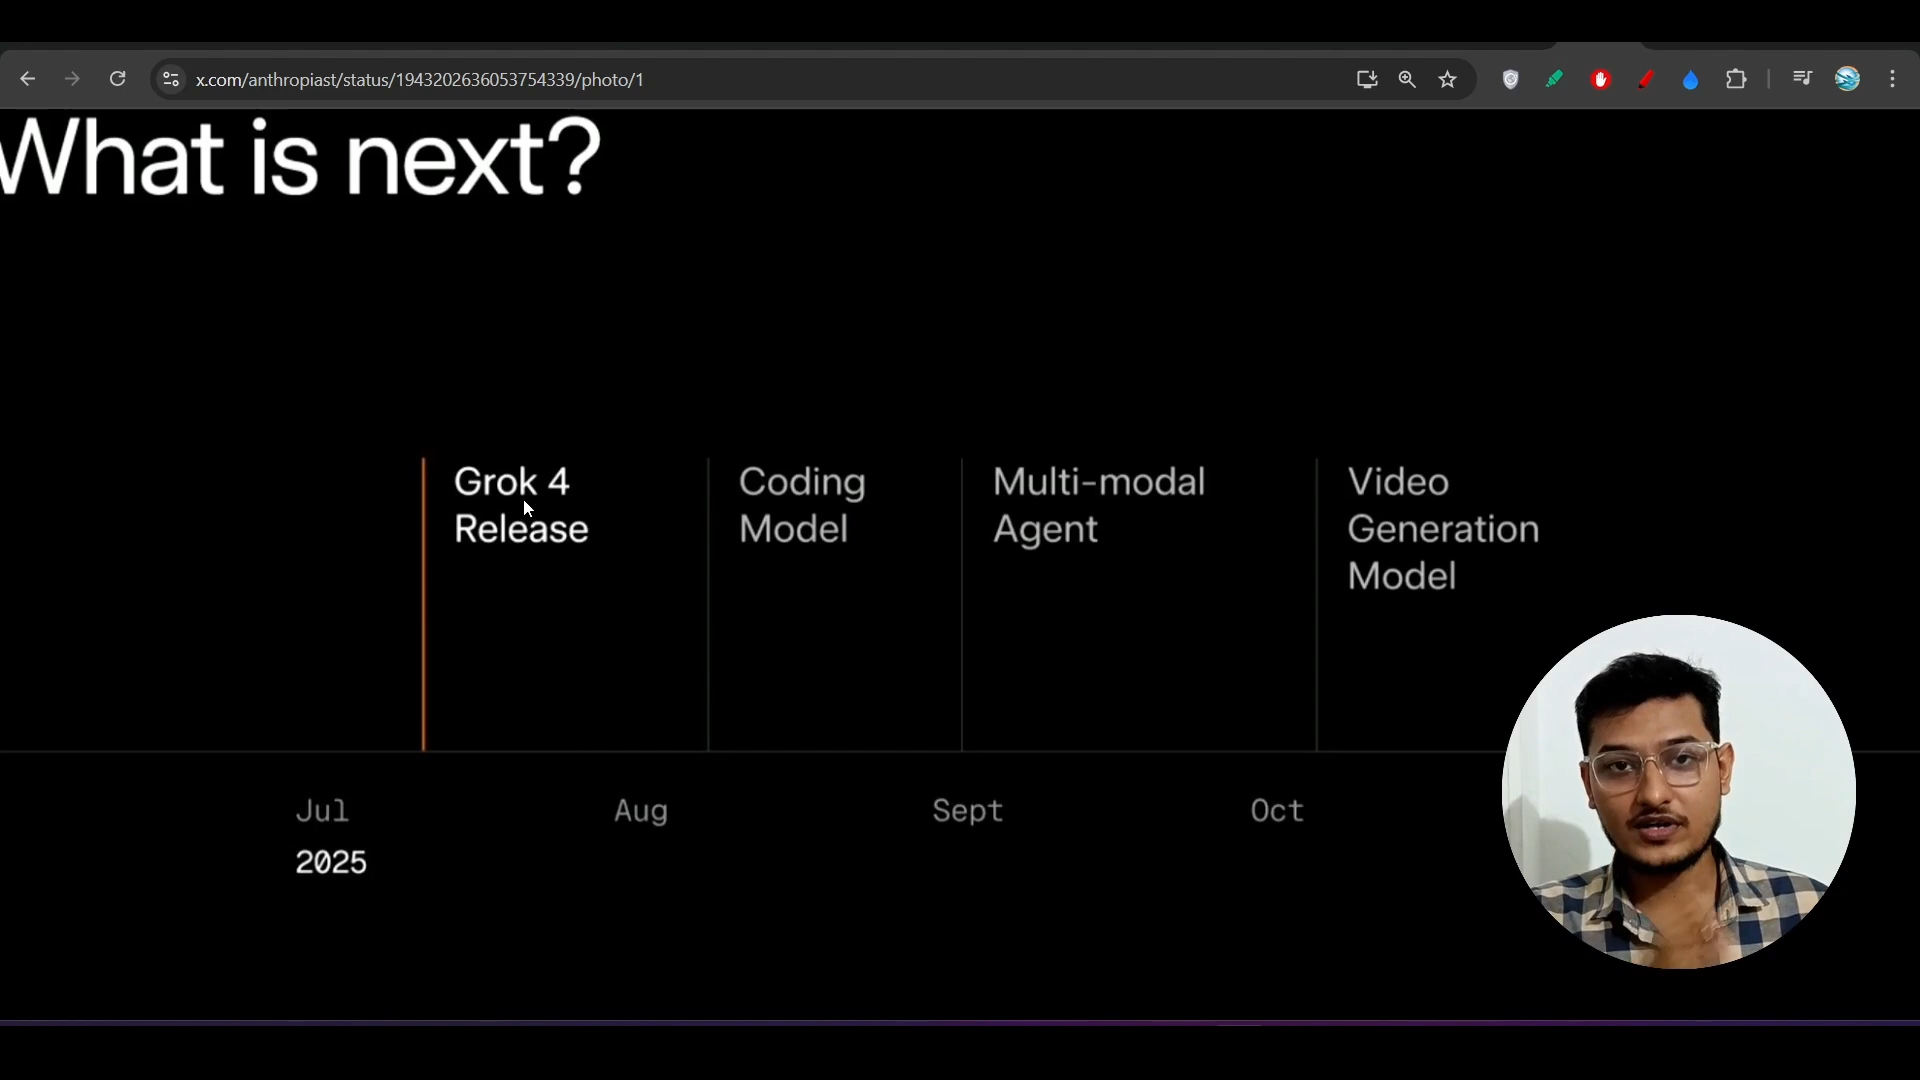 x.com/anthropiast/status/1943202636053754339/photo/1
What is next?
Grok 4
Release
Coding
Model
Multi-modal
Agent
Video
Generation
Model
Jul
Aug
Sept
Oct
2025